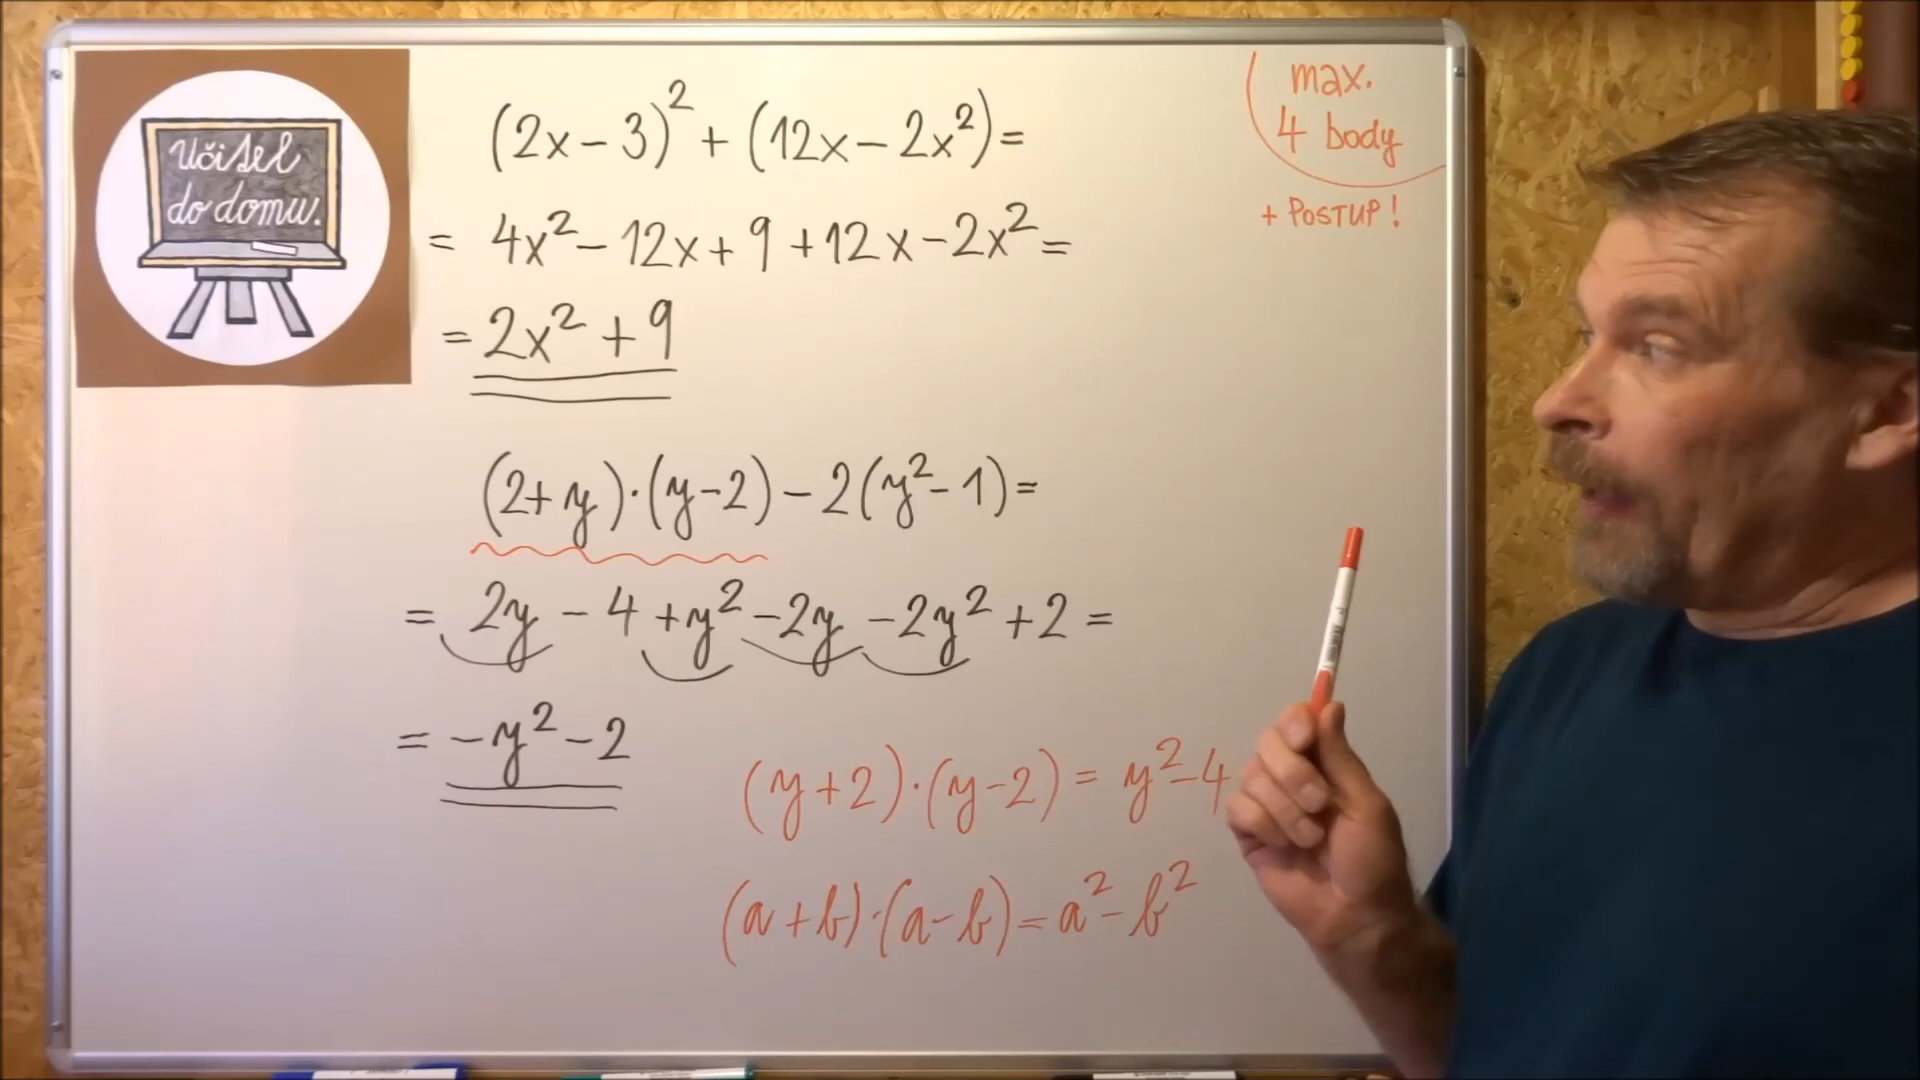 Učitel
do domu.
(2x - 3)² + (12x - 2x²) =
= 4x² - 12x + 9 + 12x - 2x² =
= 2x² + 9
(2 + y) · (y - 2) - 2(y² - 1) =
= 2y - 4 + y² - 2y - 2y² + 2 =
= - y² - 2
(y + 2) · (y - 2) = y² - 4
(a + b) · (a - b) = a² - b²
max.
4 body
+ POSTUP!